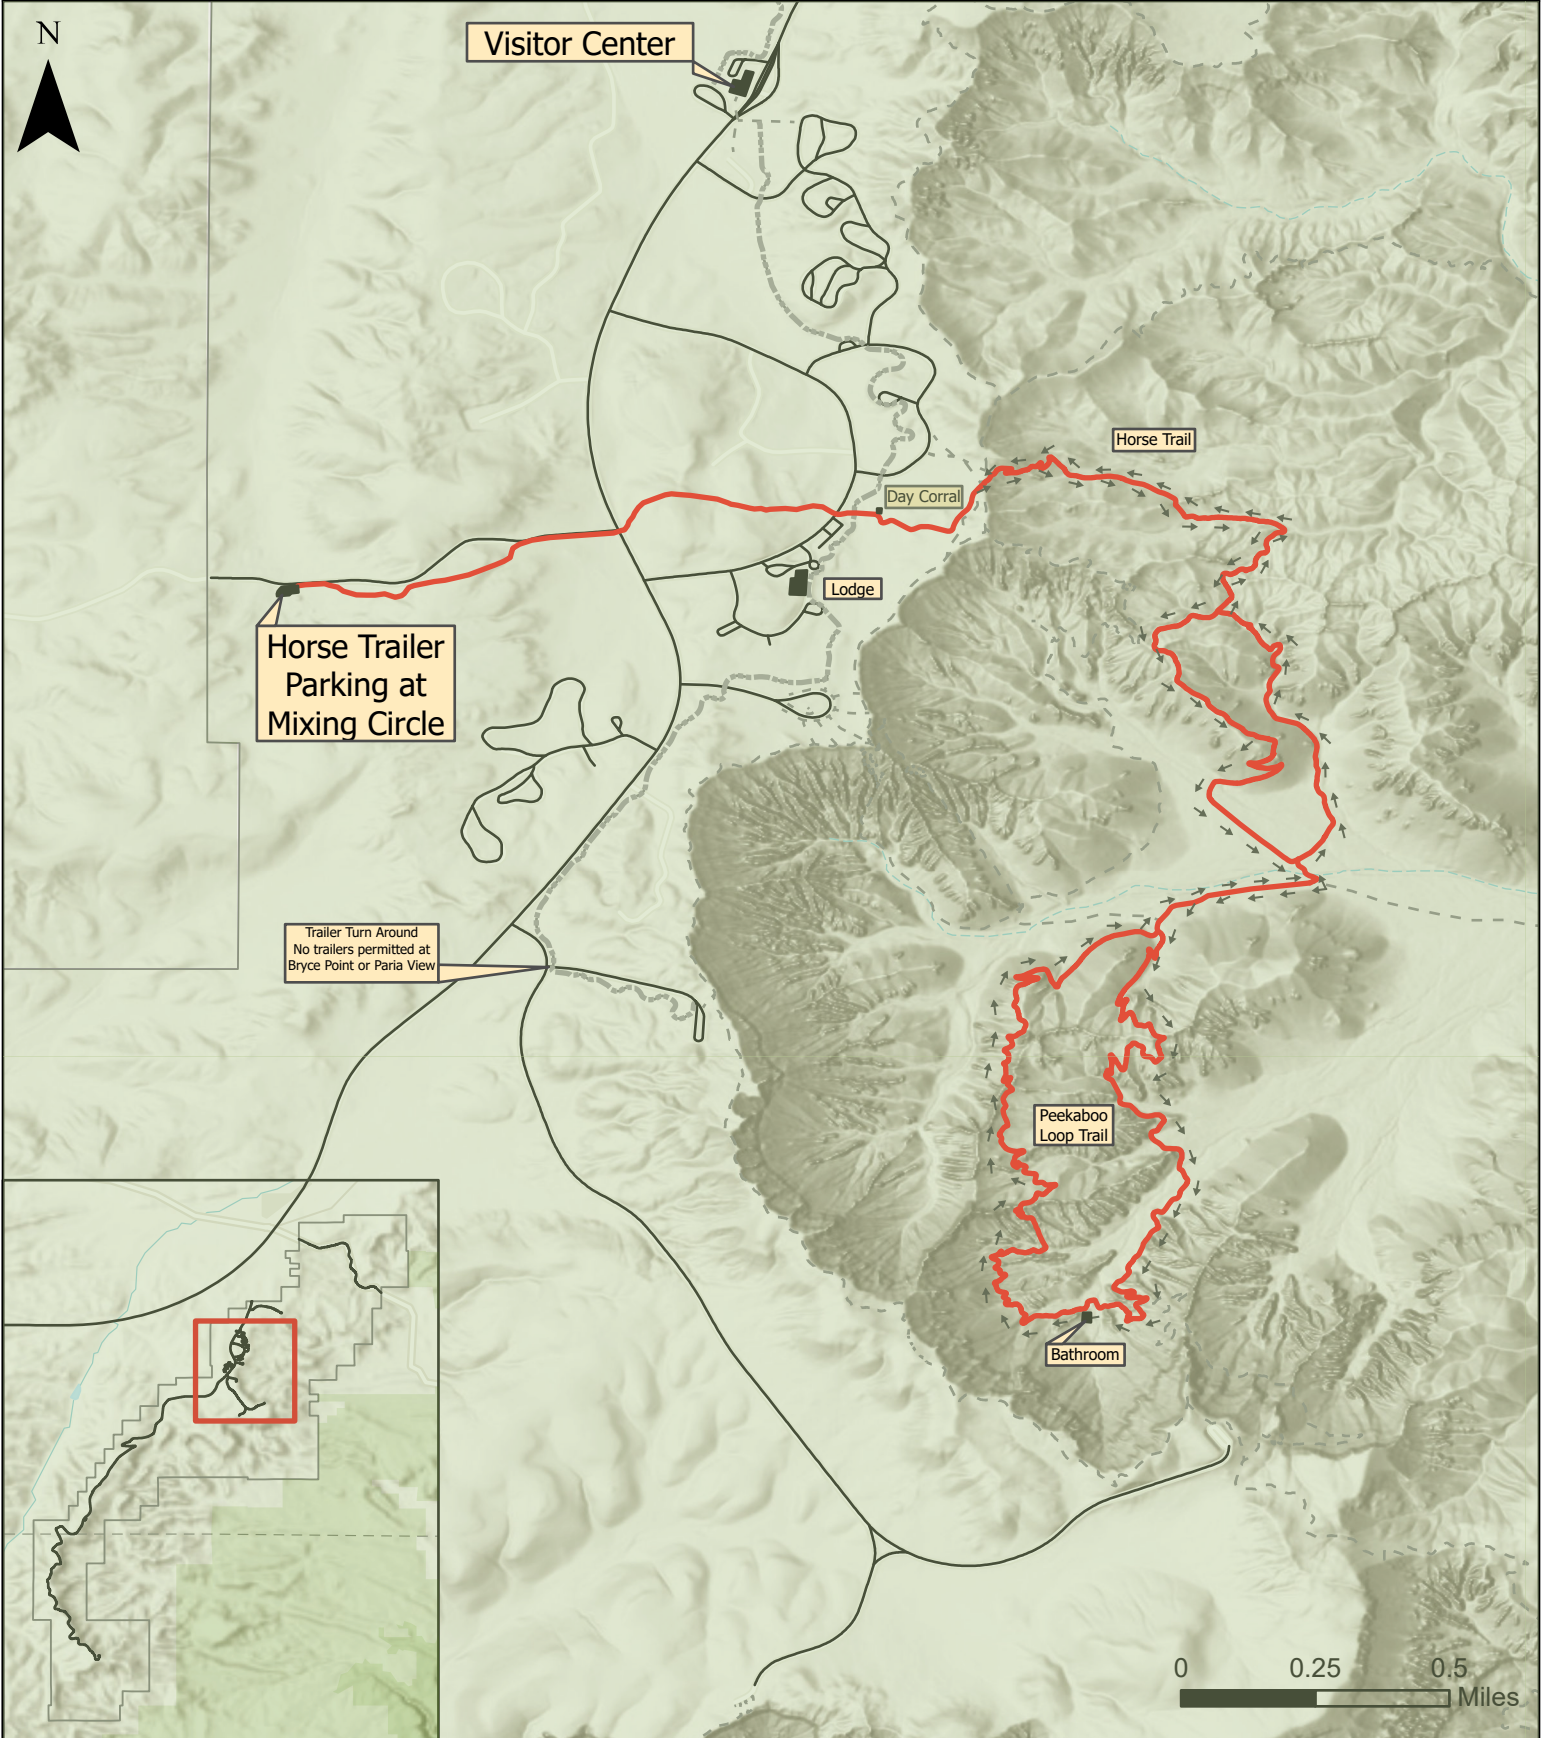 N
Visitor Center
Horse Trail
Day Corral
Lodge
Horse Trailer
Parking at
Mixing Circle
Trailer Turn Around
No trailers permitted at
Bryce Point or Paria View
Peekaboo
Loop Trail
Bathroom
0 0.25 0.5
Miles